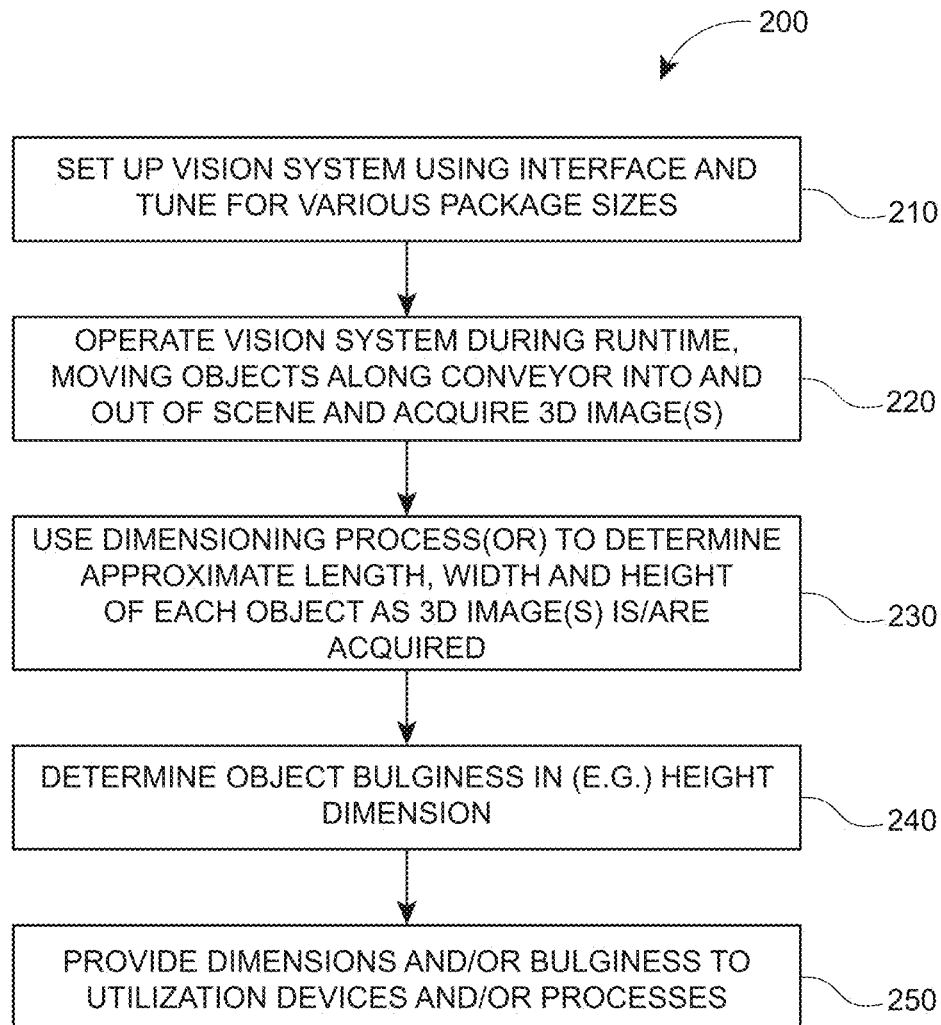 200
SET UP VISION SYSTEM USING INTERFACE AND
TUNE FOR VARIOUS PACKAGE SIZES
210
OPERATE VISION SYSTEM DURING RUNTIME,
MOVING OBJECTS ALONG CONVEYOR INTO AND
OUT OF SCENE AND ACQUIRE 3D IMAGE(S)
220
USE DIMENSIONING PROCESS(OR) TO DETERMINE
APPROXIMATE LENGTH, WIDTH AND HEIGHT
OF EACH OBJECT AS 3D IMAGE(S) IS/ARE
ACQUIRED
230
DETERMINE OBJECT BULGINESS IN (E.G.) HEIGHT
DIMENSION
240
PROVIDE DIMENSIONS AND/OR BULGINESS TO
UTILIZATION DEVICES AND/OR PROCESSES
250